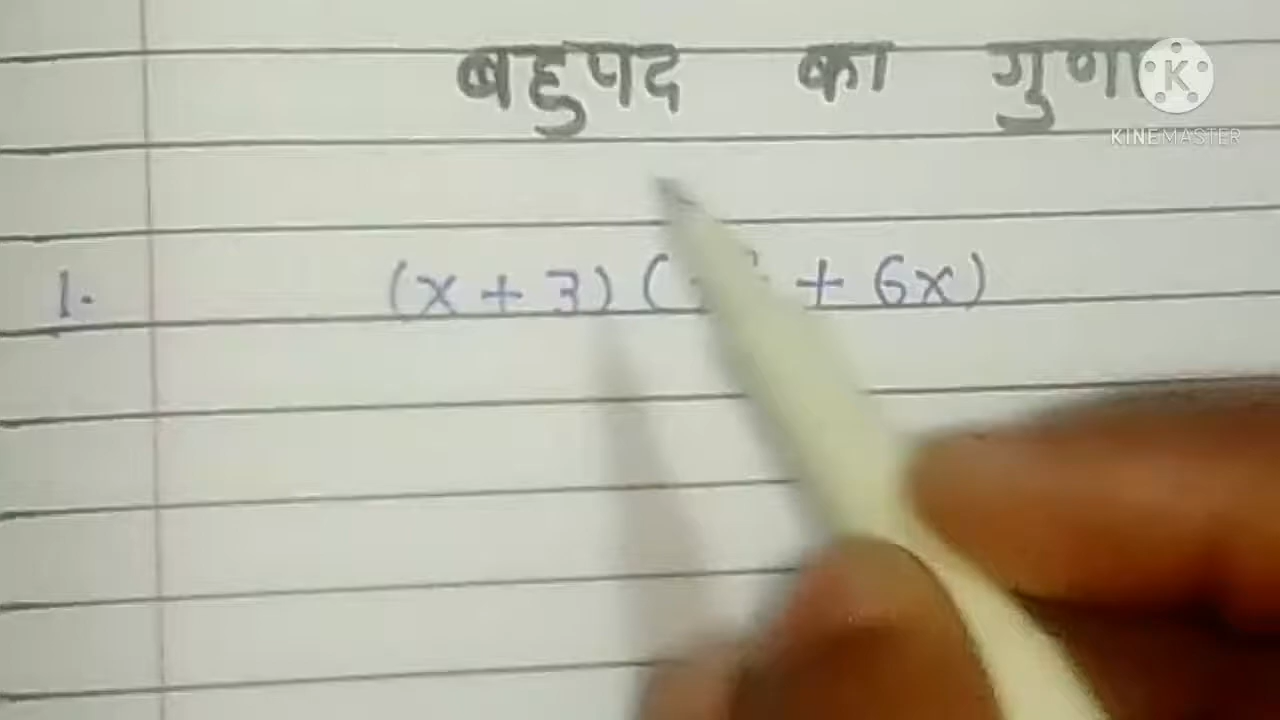 बहुपद का गुणा
KINEMASTER
1. (x + 3) ( + 6x)